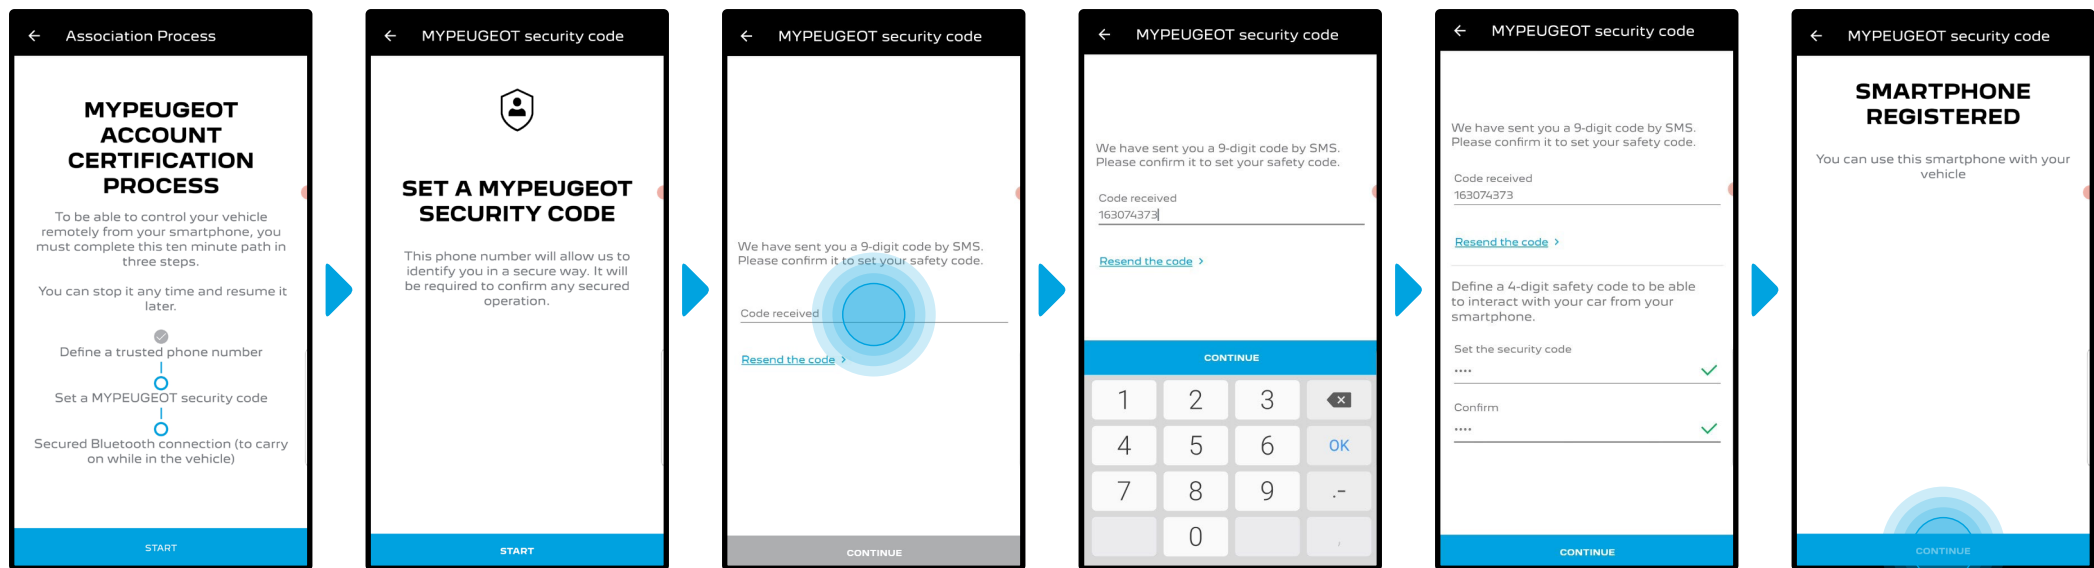 Association Process
MYPEUGEOT
ACCOUNT
CERTIFICATION
PROCESS
To be able to control your vehicle
remotely from your smartphone, you
must complete this ten minute path in
three steps.
You can stop it any time and resume it
later.
Define a trusted phone number
Set a MYPEUGEOT security code
Secured Bluetooth connection (to carry
on while in the vehicle)
START
MYPEUGEOT security code
SET A MYPEUGEOT
SECURITY CODE
This phone number will allow us to
identify you in a secure way. It will
be required to confirm any secured
operation.
START
MYPEUGEOT security code
We have sent you a 9-digit code by SMS.
Please confirm it to set your safety code.
Code received
Resend the code >
CONTINUE
MYPEUGEOT security code
We have sent you a 9-digit code by SMS.
Please confirm it to set your safety code.
Code received
163074373
Resend the code >
CONTINUE
1 2 3
4 5 6 OK
7 8 9 .-
0 ,
MYPEUGEOT security code
We have sent you a 9-digit code by SMS.
Please confirm it to set your safety code.
Code received
163074373
Resend the code >
Define a 4-digit safety code to be able
to interact with your car from your
smartphone.
Set the security code
••••
Confirm
••••
CONTINUE
MYPEUGEOT security code
SMARTPHONE
REGISTERED
You can use this smartphone with your
vehicle
CONTINUE